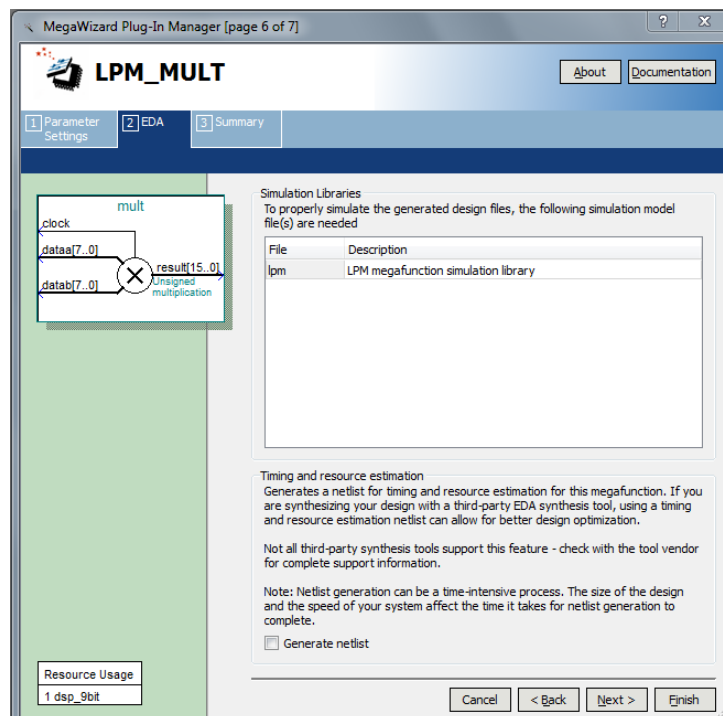 MegaWizard Plug-In Manager [page 6 of 7]
?
X
LPM_MULT
About
Documentation
1 Parameter
Settings
2 EDA
3 Summary
mult
clock
dataa[7..0]
result[15..0]
databb[7..0]
Unsigned
multiplication
Simulation Libraries
To properly simulate the generated design files, the following simulation model
file(s) are needed
File Description
lpm LPM megafunction simulation library
Timing and resource estimation
Generates a netlist for timing and resource estimation for this megafunction. If you
are synthesizing your design with a third-party EDA synthesis tool, using a timing
and resource estimation netlist can allow for better design optimization.
Not all third-party synthesis tools support this feature - check with the tool vendor
for complete support information.
Note: Netlist generation can be a time-intensive process. The size of the design
and the speed of your system affect the time it takes for netlist generation to
complete.
Generate netlist
Resource Usage
1 dsp_9bit
Cancel
< Back
Next >
Finish